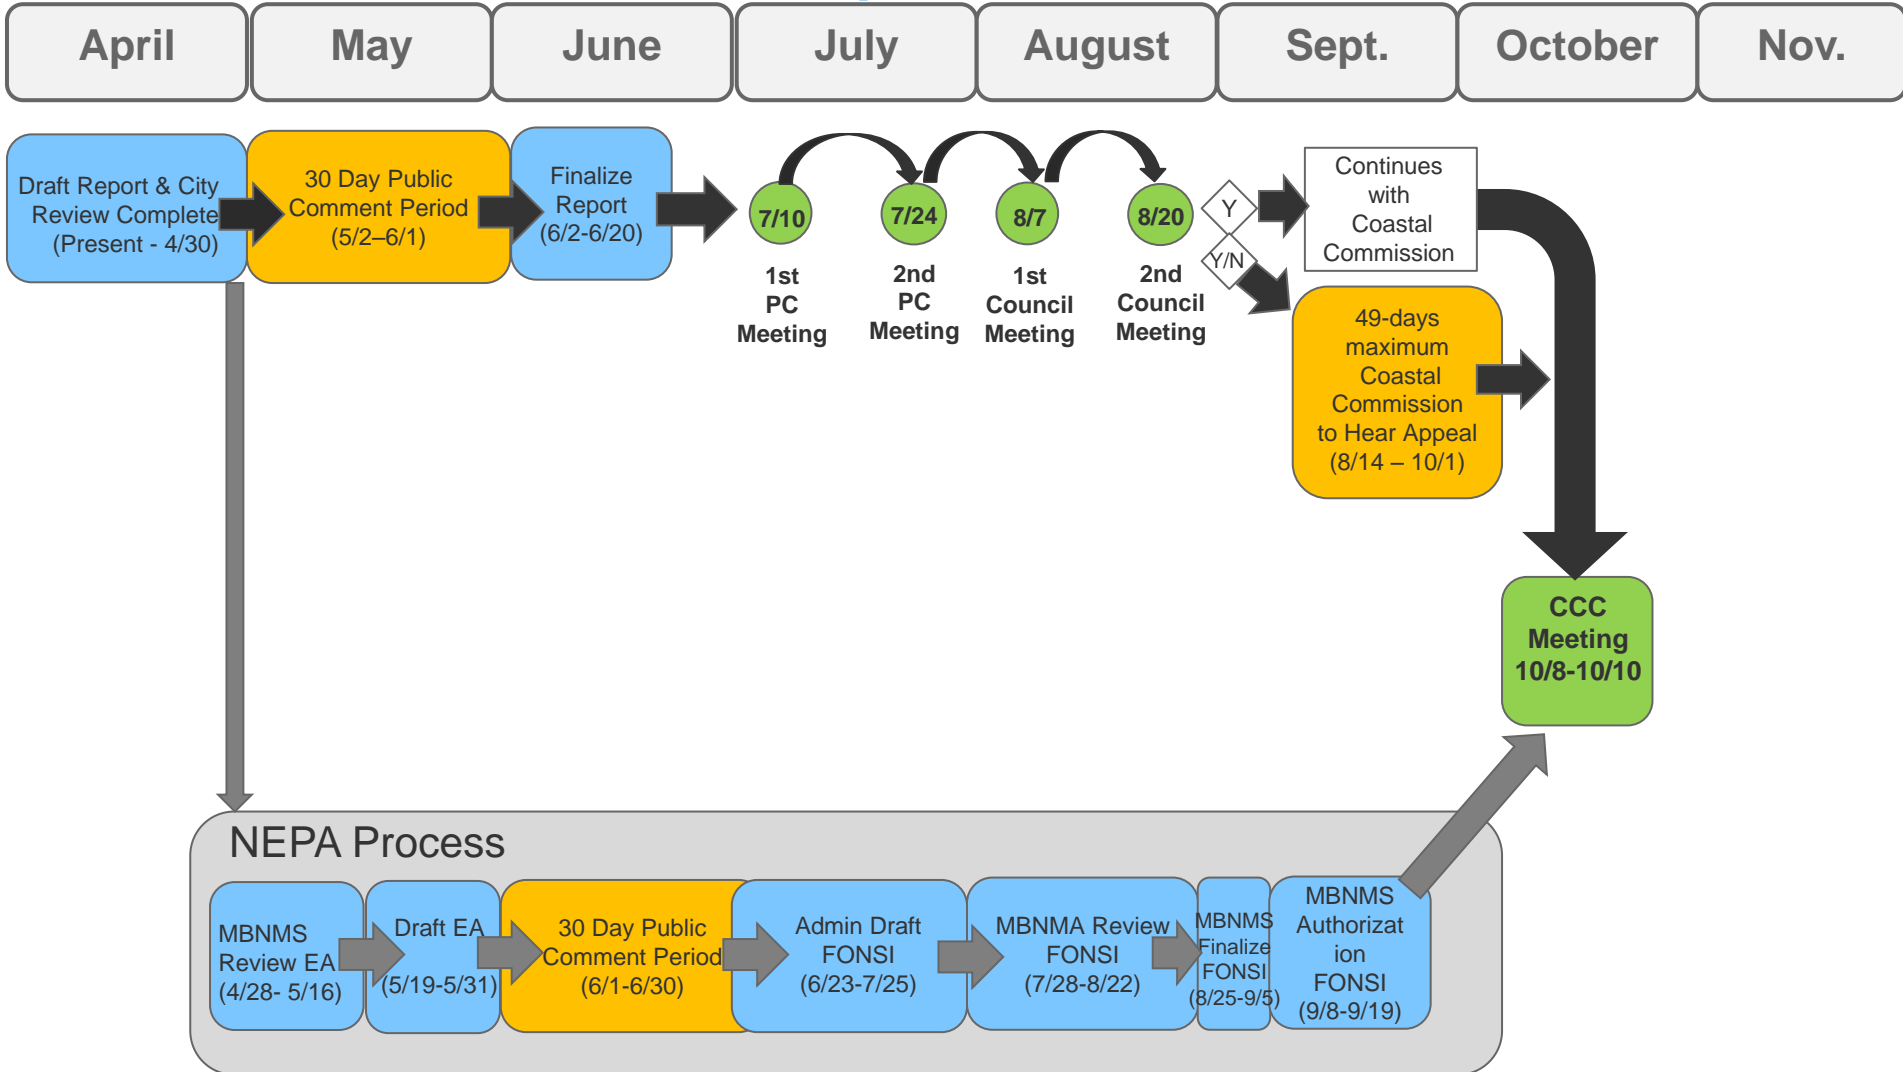 April
May
June
July
August
Sept.
October
Nov.
Draft Report & City
Review Complete
(Present - 4/30)
30 Day Public
Comment Period
(5/2–6/1)
Finalize
Report
(6/2-6/20)
7/10
1st
PC
Meeting
7/24
2nd
PC
Meeting
8/7
1st
Council
Meeting
8/20
2nd
Council
Meeting
Y
Y/N
Continues
with
Coastal
Commission
49-days
maximum
Coastal
Commission
to Hear Appeal
(8/14 – 10/1)
CCC
Meeting
10/8-10/10
NEPA Process
MBNMS
Review EA
(4/28- 5/16)
Draft EA
(5/19-5/31)
30 Day Public
Comment Period
(6/1-6/30)
Admin Draft
FONSI
(6/23-7/25)
MBNMA Review
FONSI
(7/28-8/22)
MBNMS
Finalize
FONSI
(8/25-9/5)
MBNMS
Authorizat
ion
FONSI
(9/8-9/19)